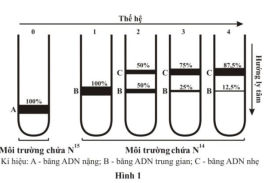 Thế hệ
0 1 2 3 4
Hướng ly tâm
A 100%
B 100%
C 50%
B 50%
C 75%
B 25%
C 87,5%
B 12,5%
Môi trường chứa N¹⁵ Môi trường chứa N¹⁴
Kí hiệu: A - băng ADN nặng; B - băng ADN trung gian; C - băng ADN nhẹ
Hình 1